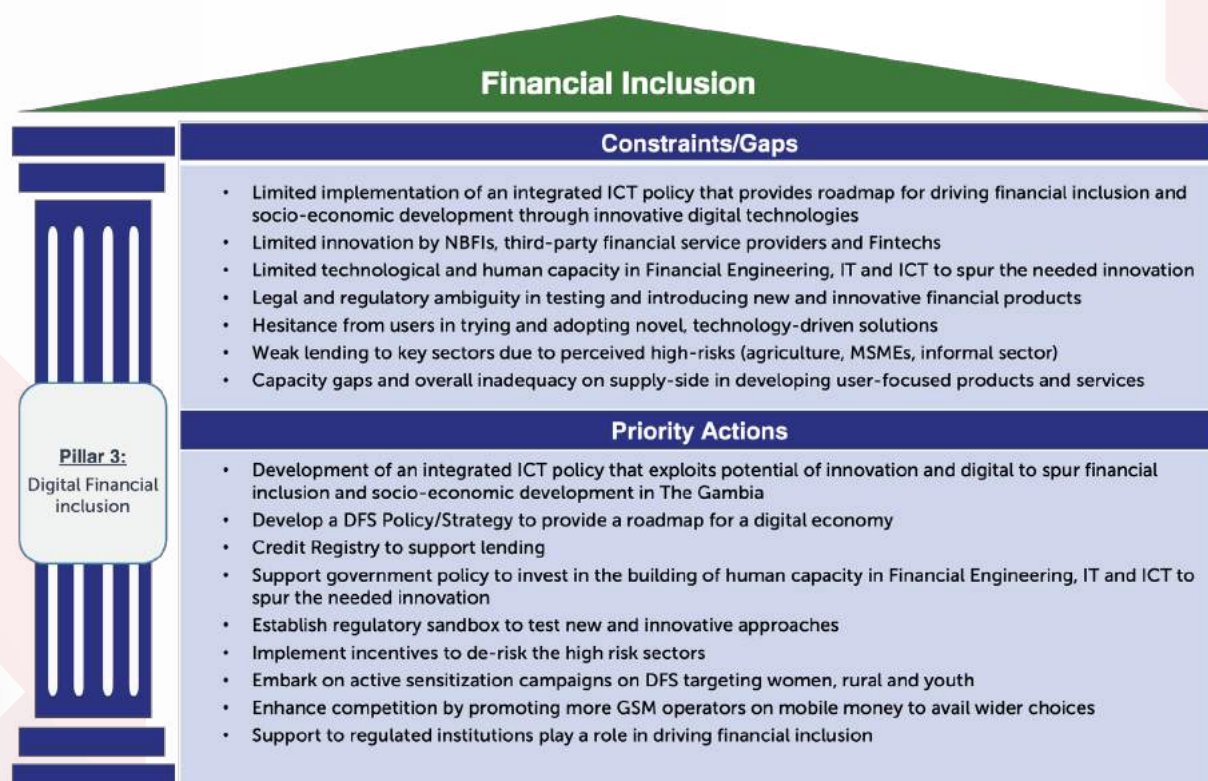 Financial Inclusion
Constraints/Gaps
• Limited implementation of an integrated ICT policy that provides roadmap for driving financial inclusion and
socio-economic development through innovative digital technologies
• Limited innovation by NBFIs, third-party financial service providers and Fintechs
• Limited technological and human capacity in Financial Engineering, IT and ICT to spur the needed innovation
• Legal and regulatory ambiguity in testing and introducing new and innovative financial products
• Hesitance from users in trying and adopting novel, technology-driven solutions
• Weak lending to key sectors due to perceived high-risks (agriculture, MSMEs, informal sector)
• Capacity gaps and overall inadequacy on supply-side in developing user-focused products and services
Pillar 3:
Digital Financial
inclusion
Priority Actions
• Development of an integrated ICT policy that exploits potential of innovation and digital to spur financial
inclusion and socio-economic development in The Gambia
• Develop a DFS Policy/Strategy to provide a roadmap for a digital economy
• Credit Registry to support lending
• Support government policy to invest in the building of human capacity in Financial Engineering, IT and ICT to
spur the needed innovation
• Establish regulatory sandbox to test new and innovative approaches
• Implement incentives to de-risk the high risk sectors
• Embark on active sensitization campaigns on DFS targeting women, rural and youth
• Enhance competition by promoting more GSM operators on mobile money to avail wider choices
• Support to regulated institutions play a role in driving financial inclusion